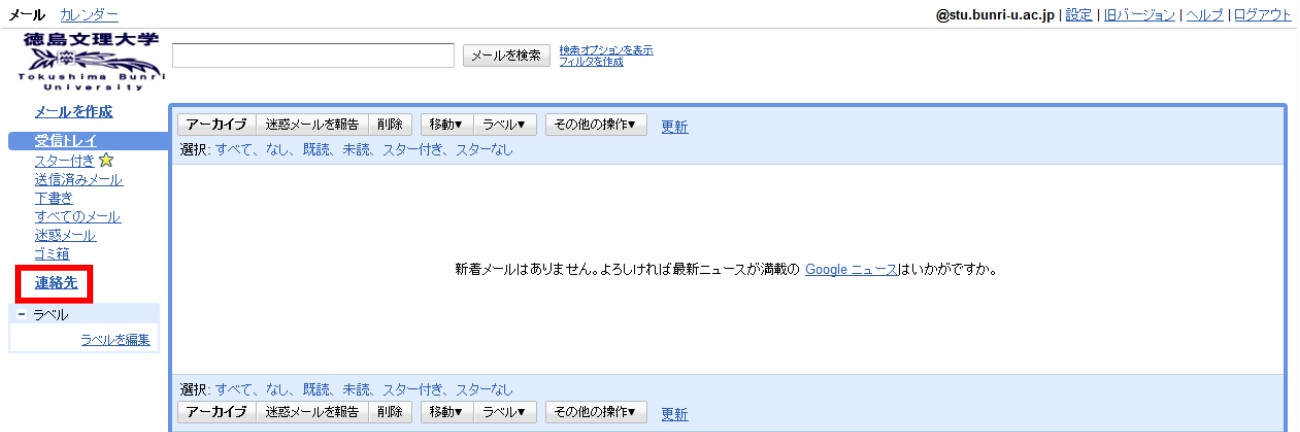 メール カレンダー
@stu.bunri-u.ac.jp | 設定 | 旧バージョン | ヘルプ | ログアウト
徳島文理大学
Tokushima Bunri
University
メールを検索
検索オプションを表示
フィルタを作成
メールを作成
受信トレイ
スター付き
送信済みメール
下書き
すべてのメール
迷惑メール
ゴミ箱
連絡先
- ラベル
ラベルを編集
アーカイブ 迷惑メールを報告 削除 移動▼ ラベル▼ その他の操作▼ 更新
選択: すべて、なし、既読、未読、スター付き、スターなし
新着メールはありません。よろしければ最新ニュースが満載の Google ニュースはいかがですか。
選択: すべて、なし、既読、未読、スター付き、スターなし
アーカイブ 迷惑メールを報告 削除 移動▼ ラベル▼ その他の操作▼ 更新